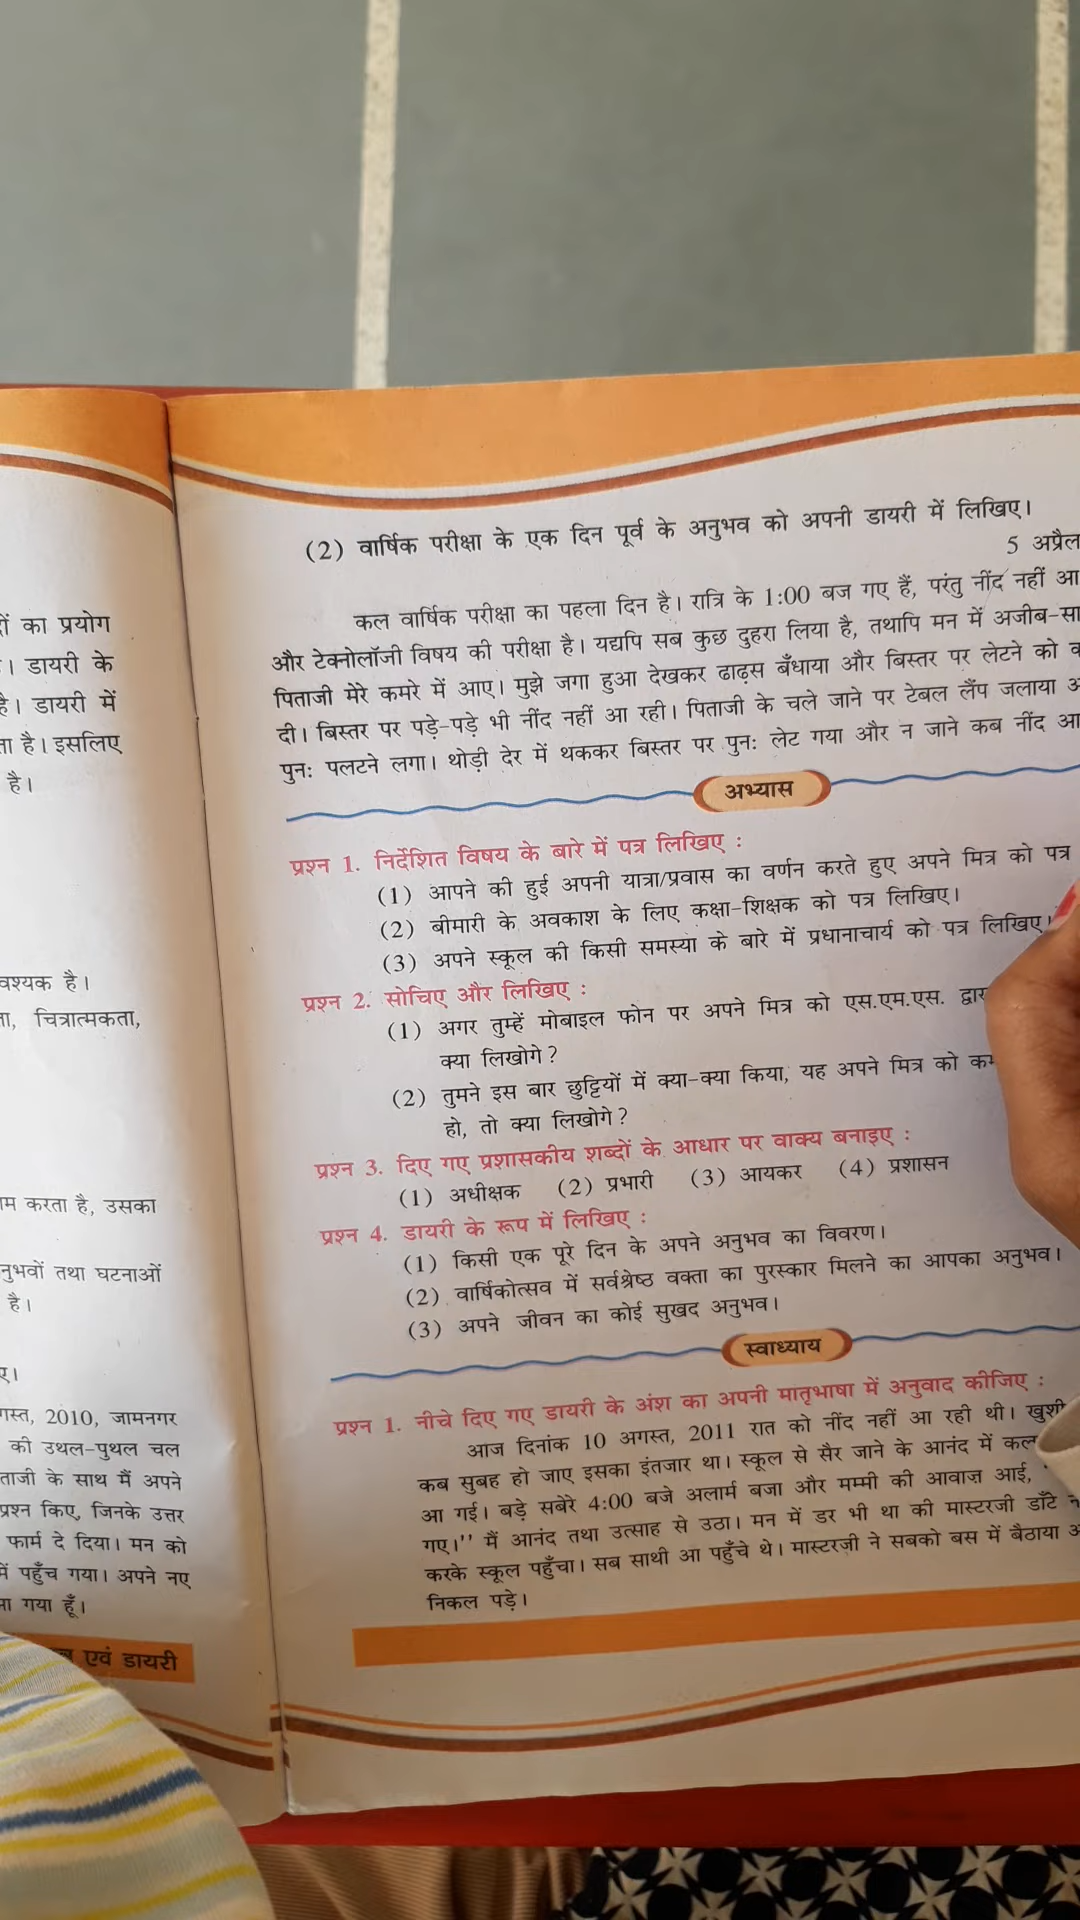 ों का प्रयोग
है। डायरी के
है। डायरी में
ता है। इसलिए
है।
वश्यक है।
चित्रात्मकता,
करता है, उसका
नुभवों तथा घटनाओं
है।
2010, जामनगर
की उथल-पुथल चल
ताजी के साथ मैं अपने
प्रश्न किए, जिनके उत्तर
फार्म दे दिया। मन को
में पहुँच गया। अपने नए
गया हूँ।
एवं डायरी
(2) वार्षिक परीक्षा के एक दिन पूर्व के अनुभव को अपनी डायरी में लिखिए।
5 अप्रैल
कल वार्षिक परीक्षा का पहला दिन है। रात्रि के 1:00 बज गए हैं, परंतु नींद नहीं आ
और टेक्नोलॉजी विषय की परीक्षा है। यद्यपि सब कुछ दुहरा लिया है, तथापि मन में अजीब-सा
पिताजी मेरे कमरे में आए। मुझे जगा हुआ देखकर ढाढ़स बँधाया और बिस्तर पर लेटने को
दी। बिस्तर पर पड़े-पड़े भी नींद नहीं आ रही। पिताजी के चले जाने पर टेबल लैंप जलाया
पुनः पलटने लगा। थोड़ी देर में थककर बिस्तर पर पुनः लेट गया और न जाने कब नींद आ
अभ्यास
प्रश्न 1. निर्देशित विषय के बारे में पत्र लिखिए :
(1) आपने की हुई अपनी यात्रा/प्रवास का वर्णन करते हुए अपने मित्र को पत्र
(2) बीमारी के अवकाश के लिए कक्षा-शिक्षक को पत्र लिखिए।
(3) अपने स्कूल की किसी समस्या के बारे में प्रधानाचार्य को पत्र लिखिए।
प्रश्न 2. सोचिए और लिखिए :
(1) अगर तुम्हें मोबाइल फोन पर अपने मित्र को एस.एम.एस.
क्या लिखोगे?
(2) तुमने इस बार छुट्टियों में क्या-क्या किया, यह अपने मित्र को
हो, तो क्या लिखोगे?
प्रश्न 3. दिए गए प्रशासकीय शब्दों के आधार पर वाक्य बनाइए :
(1) अधीक्षक (2) प्रभारी (3) आयकर (4) प्रशासन
प्रश्न 4. डायरी के रूप में लिखिए :
(1) किसी एक पूरे दिन के अपने अनुभव का विवरण।
(2) वार्षिकोत्सव में सर्वश्रेष्ठ वक्ता का पुरस्कार मिलने का आपका अनुभव।
(3) अपने जीवन का कोई सुखद अनुभव।
स्वाध्याय
प्रश्न 1. नीचे दिए गए डायरी के अंश का अपनी मातृभाषा में अनुवाद कीजिए :
आज दिनांक 10 अगस्त, 2011 रात को नींद नहीं आ रही थी। खुशी
कब सुबह हो जाए इसका इंतजार था। स्कूल से सैर जाने के आनंद में कल
आ गई। बड़े सबेरे 4:00 बजे अलार्म बजा और मम्मी की आवाज़ आई,
गए।'' मैं आनंद तथा उत्साह से उठा। मन में डर भी था की मास्टरजी डाँटे
करके स्कूल पहुँचा। सब साथी आ पहुँचे थे। मास्टरजी ने सबको बस में बैठाया
निकल पड़े।